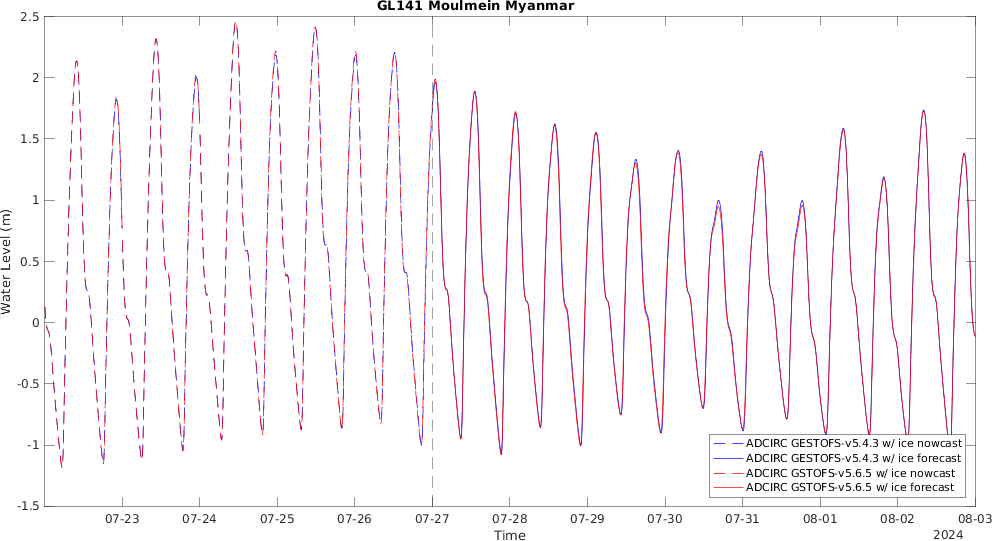 GL141 Moulmein Myanmar
2.5
2
1.5
1
0.5
0
-0.5
-1
-1.5
Water Level (m)
07-23 07-24 07-25 07-26 07-27 07-28 07-29 07-30 07-31 08-01 08-02 08-03
Time
2024
ADCIRC GESTOFS-v5.4.3 w/ ice nowcast
ADCIRC GESTOFS-v5.4.3 w/ ice forecast
ADCIRC GSTOFS-v5.6.5 w/ ice nowcast
ADCIRC GSTOFS-v5.6.5 w/ ice forecast